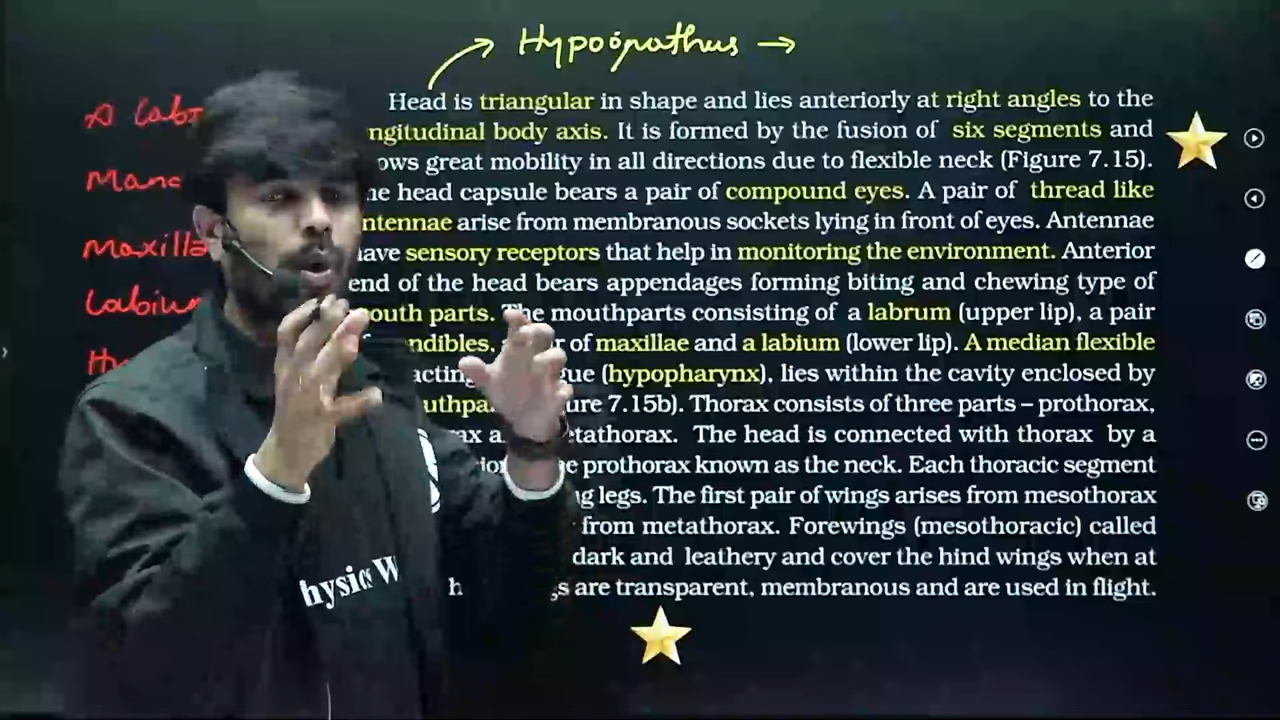 Hypognathus →
A Lab
Head is triangular in shape and lies anteriorly at right angles to the
ngitudinal body axis. It is formed by the fusion of six segments and
ows great mobility in all directions due to flexible neck (Figure 7.15).
Mand
he head capsule bears a pair of compound eyes. A pair of thread like
ntennae arise from membranous sockets lying in front of eyes. Antennae
Maxilla
ave sensory receptors that help in monitoring the environment. Anterior
end of the head bears appendages forming biting and chewing type of
Labium
outh parts. The mouthparts consisting of a labrum (upper lip), a pair
ndibles. r of maxillae and a labium (lower lip). A median flexible
acting gue (hypopharynx), lies within the cavity enclosed by
uthpa ure 7.15b). Thorax consists of three parts – prothorax,
ax a etathorax. The head is connected with thorax by a
ion e prothorax known as the neck. Each thoracic segment
g legs. The first pair of wings arises from mesothorax
from metathorax. Forewings (mesothoracic) called
dark and leathery and cover the hind wings when at
h s are transparent, membranous and are used in flight.
hysics W